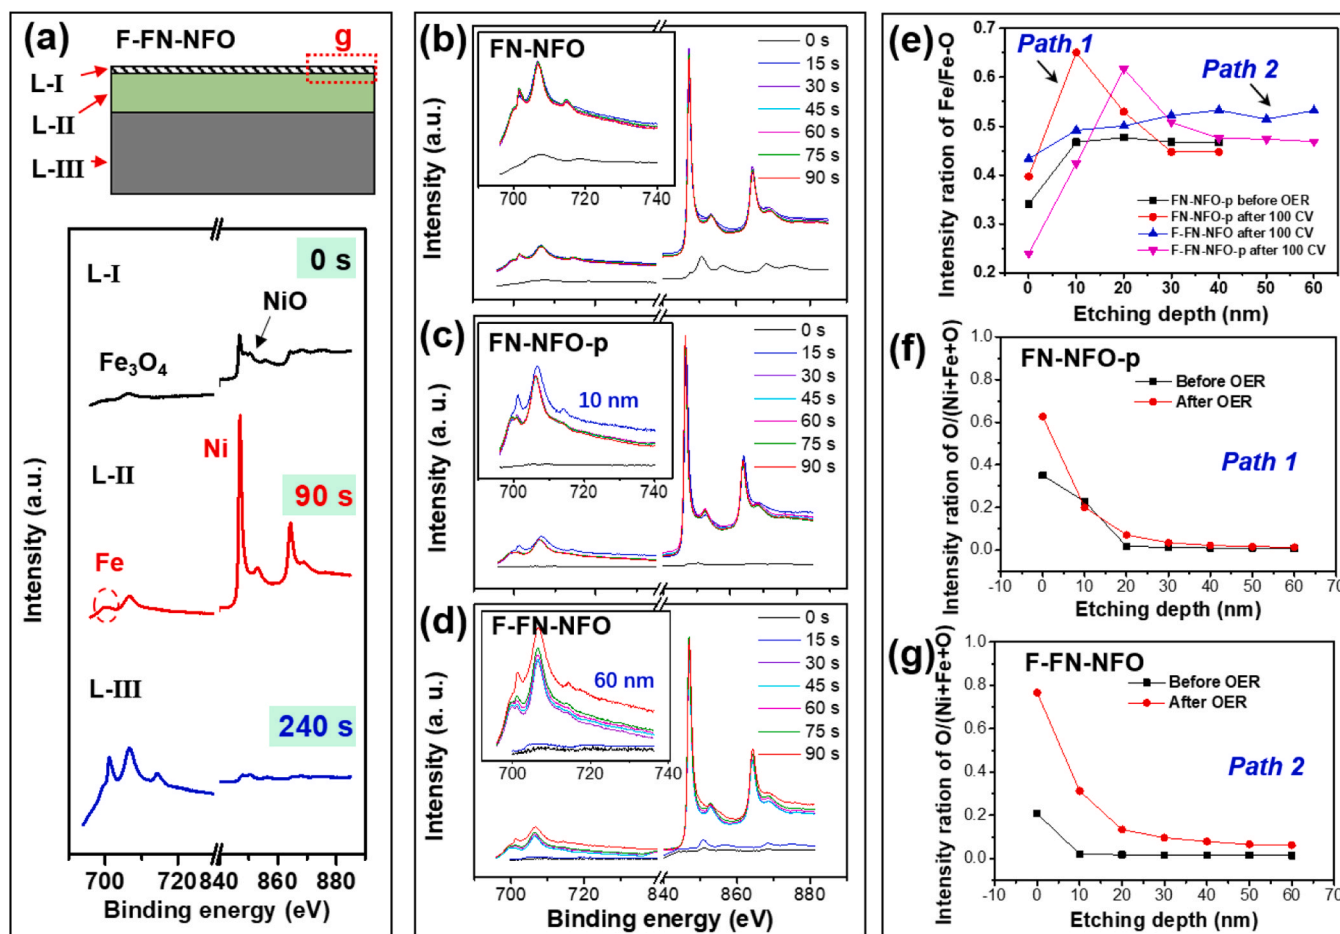 (a)
F-FN-NFO
g
L-I
L-II
L-III
0 s
L-I
NiO
Fe3O4
Ni
L-II
90 s
Fe
L-III
240 s
Intensity (a.u.)
700 720 840 860 880
Binding energy (eV)
(b)
FN-NFO
0 s
15 s
30 s
45 s
60 s
75 s
90 s
700 720 740
Intensity (a.u.)
(c)
FN-NFO-p
10 nm
0 s
15 s
30 s
45 s
60 s
75 s
90 s
700 720 740
Intensity (a. u.)
(d)
F-FN-NFO
60 nm
0 s
15 s
30 s
45 s
60 s
75 s
90 s
700 720 740
Intensity (a. u.)
700 720 740 840 860 880
Binding energy (eV)
(e)
Path 1
Path 2
0.7
0.6
0.5
0.4
0.3
0.2
FN-NFO-p before OER
FN-NFO-p after 100 CV
F-FN-NFO after 100 CV
F-FN-NFO-p after 100 CV
Intensity ration of Fe/Fe-O
0 10 20 30 40 50 60
Etching depth (nm)
(f)
FN-NFO-p
Before OER
After OER
Path 1
1.0
0.8
0.6
0.4
0.2
0.0
Intensity ration of O/(Ni+Fe+O)
-10 0 10 20 30 40 50 60 70
Etching depth (nm)
(g)
F-FN-NFO
Before OER
After OER
Path 2
1.0
0.8
0.6
0.4
0.2
0.0
Intensity ration of O/(Ni+Fe+O)
-10 0 10 20 30 40 50 60 70
Etching depth (nm)